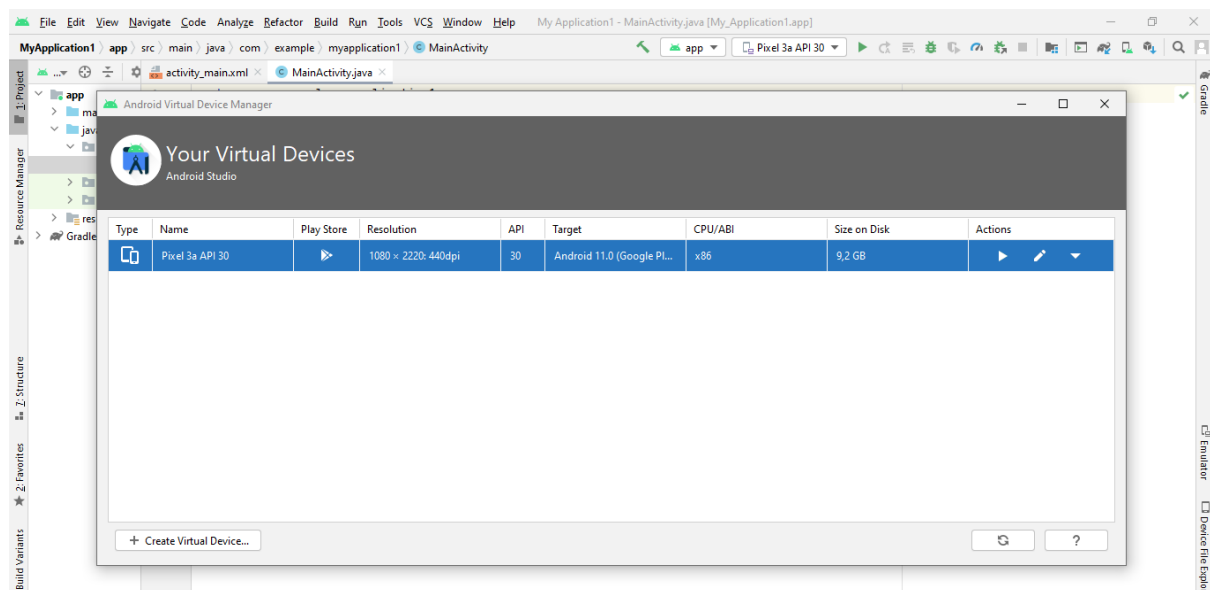 File Edit View Navigate Code Analyze Refactor Build Run Tools VCS Window Help My Application1 - MainActivity.java [My_Application1.app]
MyApplication1 app src main java com example myapplication1 MainActivity app Pixel 3a API 30
... activity_main.xml MainActivity.java
1: Project
Resource Manager
7: Structure
2: Favorites
Build Variants
app
ma
java
res
Gradle
Android Virtual Device Manager
Your Virtual Devices
Android Studio
Type Name Play Store Resolution API Target CPU/ABI Size on Disk Actions
Pixel 3a API 30 1080 × 2220: 440dpi 30 Android 11.0 (Google Pl... x86 9,2 GB
+ Create Virtual Device... ?
Gradle
Emulator
Device File Explo